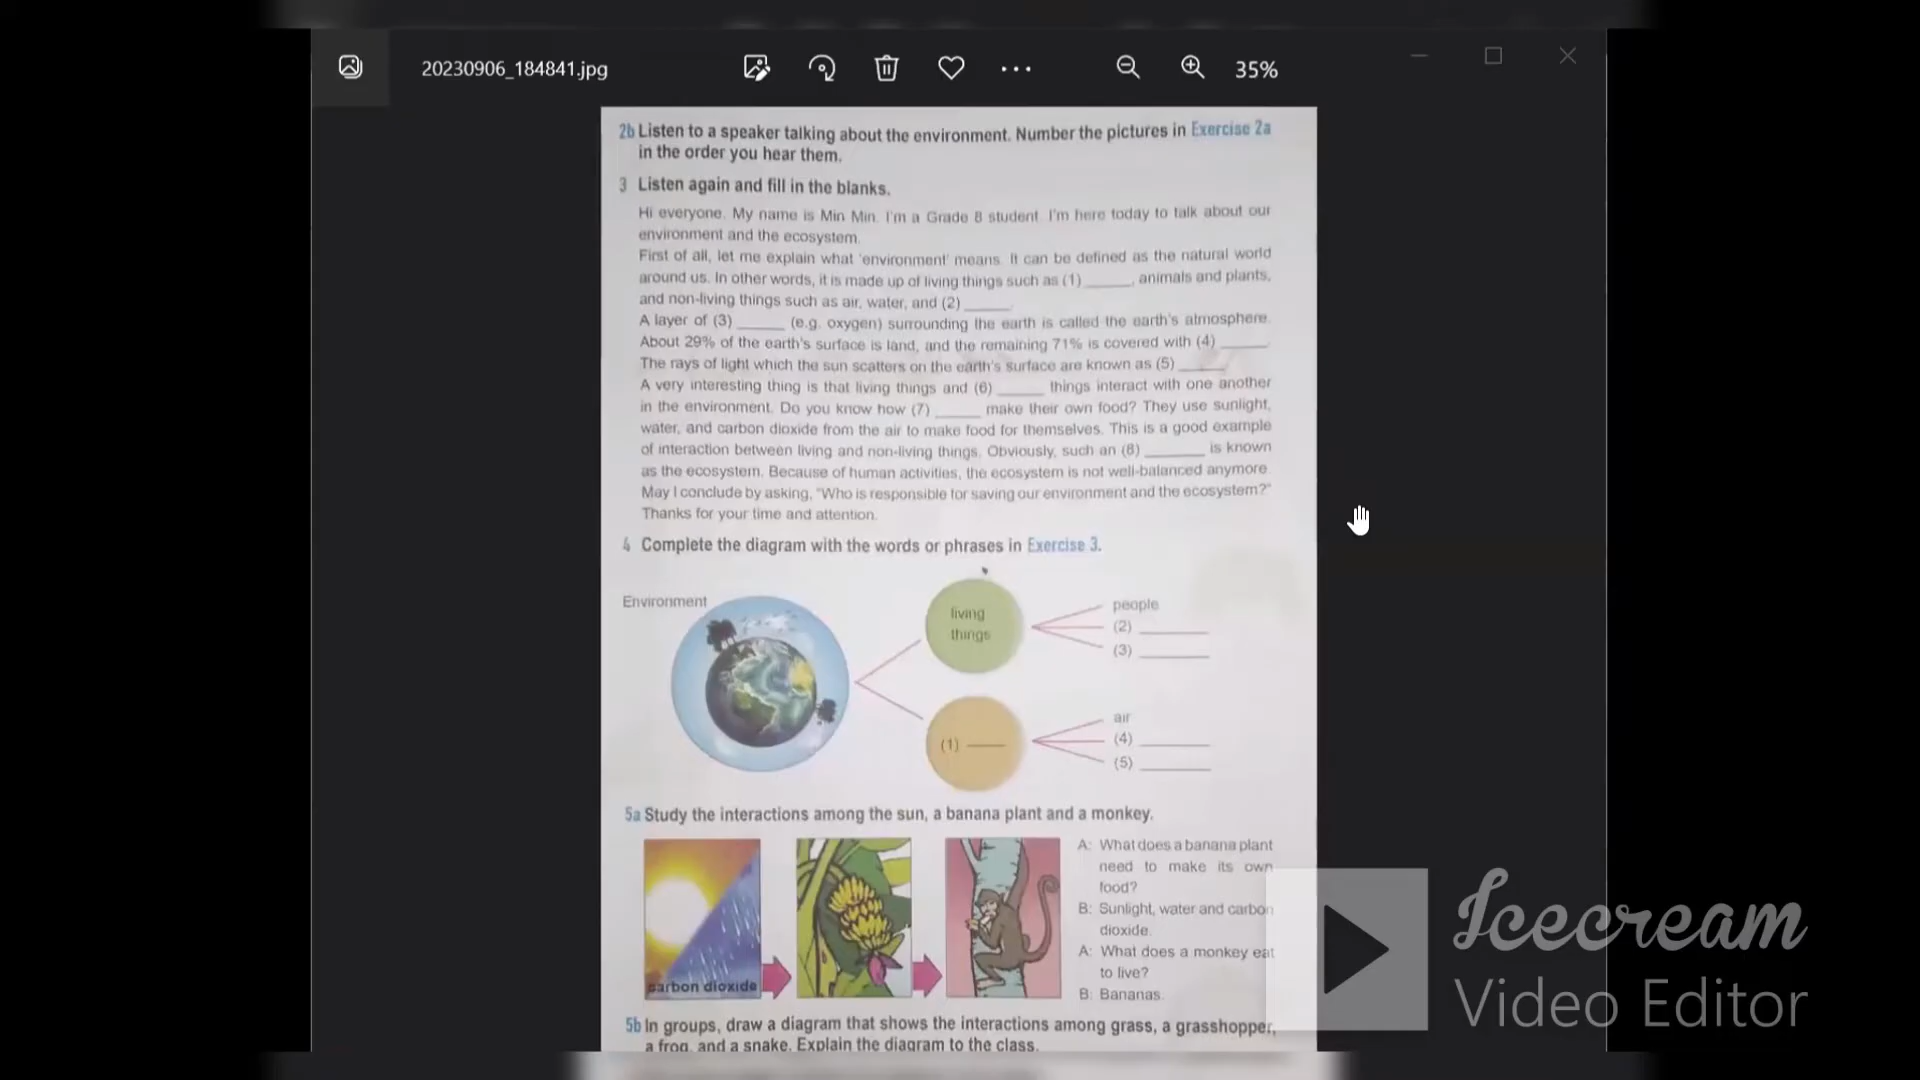 20230906_184841.jpg
35%
2b Listen to a speaker talking about the environment. Number the pictures in Exercise 2a
in the order you hear them.
3 Listen again and fill in the blanks.
Hi everyone. My name is Min Min. I'm a Grade 8 student. I'm here today to talk about our
environment and the ecosystem.
First of all, let me explain what 'environment' means. It can be defined as the natural world
around us. In other words, it is made up of living things such as (1) ______, animals and plants,
and non-living things such as air, water, and (2) ______.
A layer of (3) ______ (e.g. oxygen) surrounding the earth is called the earth's atmosphere.
About 29% of the earth's surface is land, and the remaining 71% is covered with (4) ______.
The rays of light which the sun scatters on the earth's surface are known as (5) ______.
A very interesting thing is that living things and (6) ______ things interact with one another
in the environment. Do you know how (7) ______ make their own food? They use sunlight,
water, and carbon dioxide from the air to make food for themselves. This is a good example
of interaction between living and non-living things. Obviously, such an (8) ________ is known
as the ecosystem. Because of human activities, the ecosystem is not well-balanced anymore.
May I conclude by asking, "Who is responsible for saving our environment and the ecosystem?"
Thanks for your time and attention.
4 Complete the diagram with the words or phrases in Exercise 3.
Environment
living
things
people
(2) ________
(3) ________
(1) _____
air
(4) ________
(5) ________
5a Study the interactions among the sun, a banana plant and a monkey.
carbon dioxide
A: What does a banana plant
need to make its own
food?
B: Sunlight, water and carbon
dioxide.
A: What does a monkey eat
to live?
B: Bananas.
5b In groups, draw a diagram that shows the interactions among grass, a grasshopper,
a frog, and a snake. Explain the diagram to the class.
Icecream
Video Editor